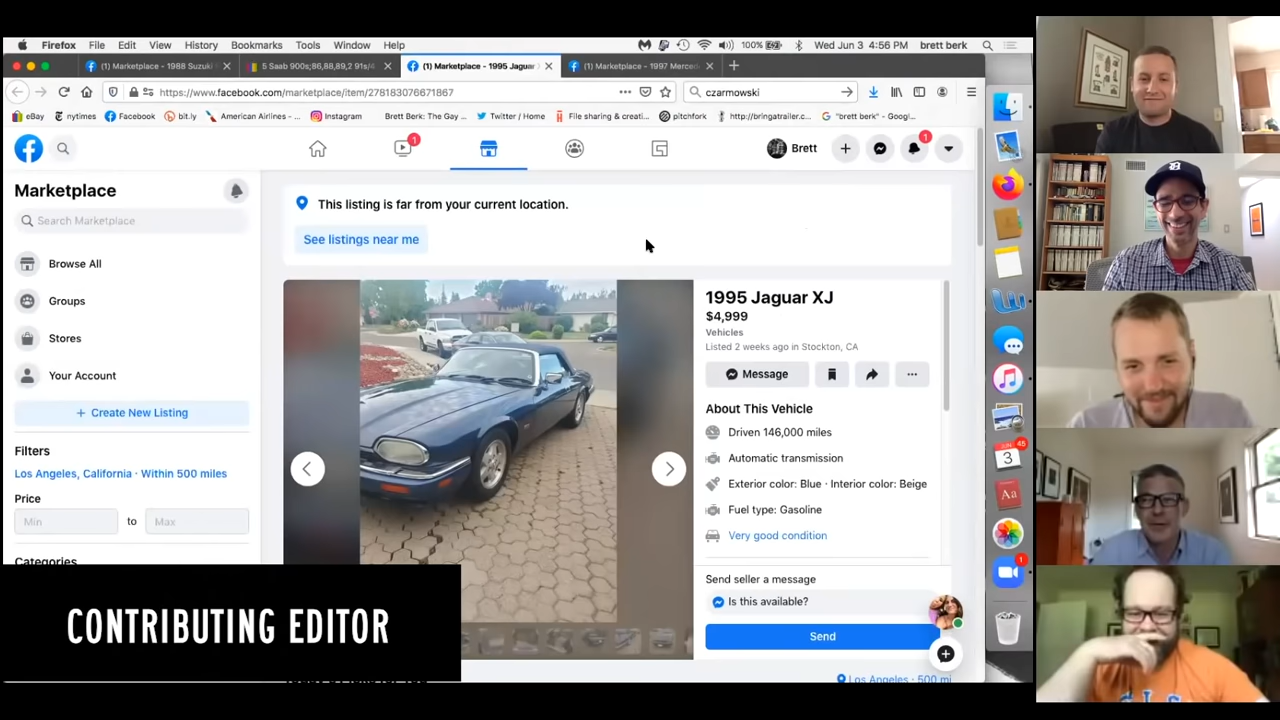 Firefox File Edit View History Bookmarks Tools Window Help 100% Wed Jun 3 4:56 PM brett berk
(1) Marketplace - 1988 Suzuki
5 Saab 900s;86,88,89,2 91s/4
(1) Marketplace - 1995 Jaguar
(1) Marketplace - 1997 Merced
https://www.facebook.com/marketplace/item/278183076671867
czarmowski
eBay nytimes Facebook bit.ly American Airlines - ... Instagram Brett Berk: The Gay ... Twitter / Home File sharing & creati... pitchfork http://bringatrailer.c... "brett berk" - Googl...
1
Brett
1
Marketplace
Search Marketplace
Browse All
Groups
Stores
Your Account
+ Create New Listing
Filters
Los Angeles, California · Within 500 miles
Price
Min to Max
Categories
This listing is far from your current location.
See listings near me
1995 Jaguar XJ
$4,999
Vehicles
Listed 2 weeks ago in Stockton, CA
Message
About This Vehicle
Driven 146,000 miles
Automatic transmission
Exterior color: Blue · Interior color: Beige
Fuel type: Gasoline
Very good condition
Send seller a message
Is this available?
Send
Los Angeles · 500 mi
45
3
Aa
1
CONTRIBUTING EDITOR